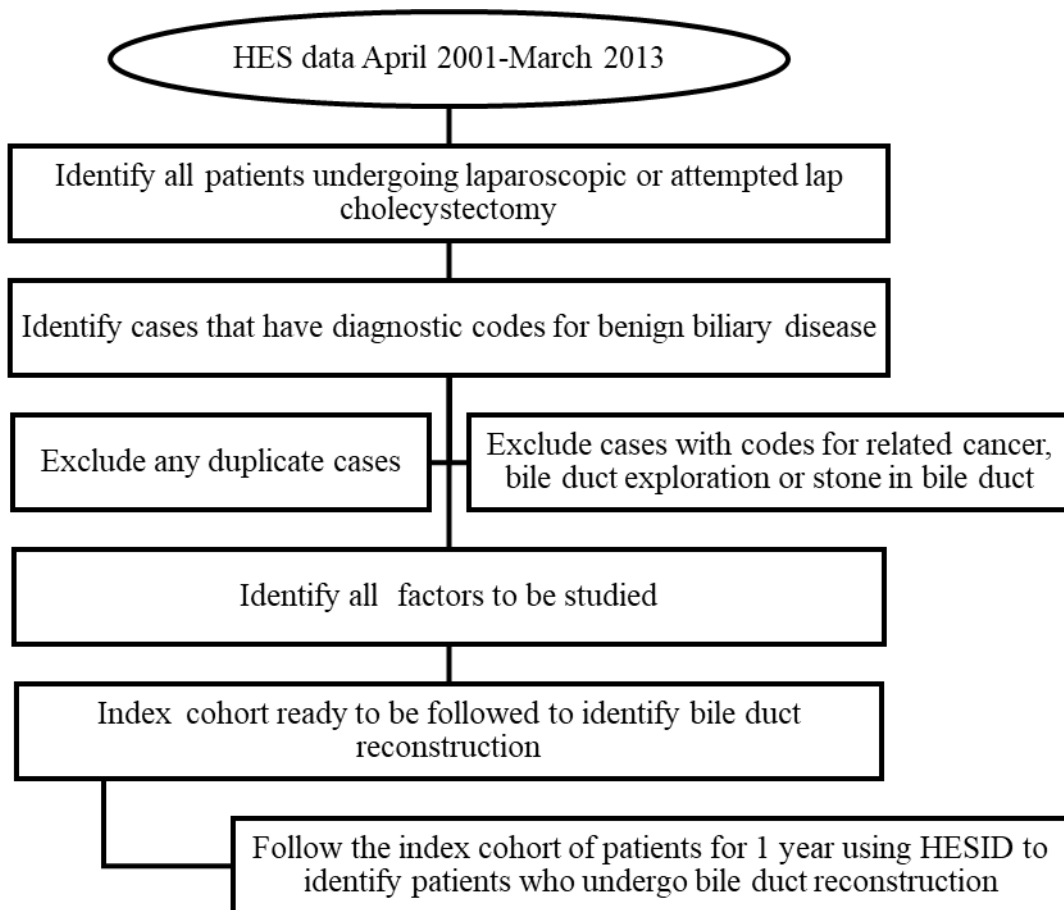 HES data April 2001-March 2013
Identify all patients undergoing laparoscopic or attempted lap
cholecystectomy
Identify cases that have diagnostic codes for benign biliary disease
Exclude any duplicate cases
Exclude cases with codes for related cancer,
bile duct exploration or stone in bile duct
Identify all factors to be studied
Index cohort ready to be followed to identify bile duct
reconstruction
Follow the index cohort of patients for 1 year using HESID to
identify patients who undergo bile duct reconstruction